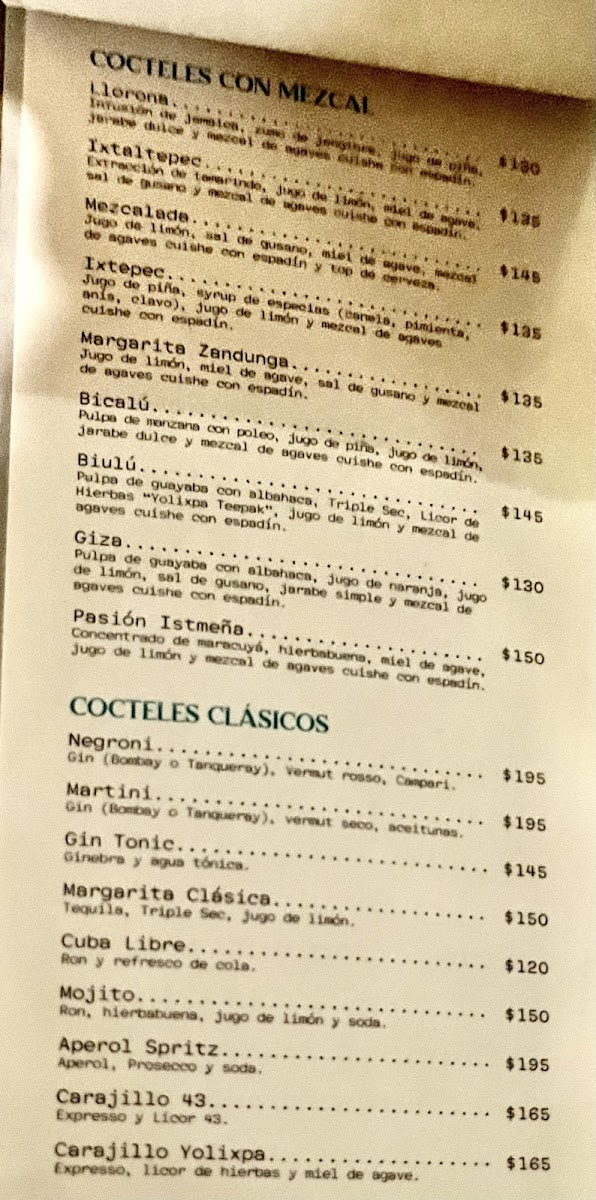 COCTELES CON MEZCAL
Llorona.................................. $130
Infusión de jamaica, zumo de jengibre, jugo de piña,
jarabe dulce y mezcal de agaves cuishe con espadín.
Ixtaltepec.............................. $135
Extracción de tamarindo, jugo de limón, miel de agave,
sal de gusano y mezcal de agaves cuishe con espadín.
Mezcalada.............................. $145
Jugo de limón, sal de gusano, miel de agave, mezcal
de agaves cuishe con espadín y top de cerveza.
Ixtepec................................ $135
Jugo de piña, syrup de especias (canela, pimienta,
anís, clavo), jugo de limón y mezcal de agaves
cuishe con espadín.
Margarita Zandunga.................. $135
Jugo de limón, miel de agave, sal de gusano y mezcal
de agaves cuishe con espadín.
Bicalú.................................. $135
Pulpa de manzana con poleo, jugo de piña, jugo de limón,
jarabe dulce y mezcal de agaves cuishe con espadín.
Biulú................................... $145
Pulpa de guayaba con albahaca, Triple Sec, Licor de
Hierbas "Yolixpa Teepak", jugo de limón y mezcal de
agaves cuishe con espadín.
Giza.................................... $130
Pulpa de guayaba con albahaca, jugo de naranja, jugo
de limón, sal de gusano, jarabe simple y mezcal de
agaves cuishe con espadín.
Pasión Istmeña....................... $150
Concentrado de maracuyá, hierbabuena, miel de agave,
jugo de limón y mezcal de agaves cuishe con espadín.
COCTELES CLÁSICOS
Negroni................................. $195
Gin (Bombay o Tanqueray), vermut rosso, Campari.
Martini................................. $195
Gin (Bombay o Tanqueray), vermut seco, aceitunas.
Gin Tonic.............................. $145
Ginebra y agua tónica.
Margarita Clásica.................... $150
Tequila, Triple Sec, jugo de limón.
Cuba Libre............................. $120
Ron y refresco de cola.
Mojito.................................. $150
Ron, hierbabuena, jugo de limón y soda.
Aperol Spritz......................... $195
Aperol, Prosecco y soda.
Carajillo 43.......................... $165
Expresso y Licor 43.
Carajillo Yolixpa.................... $165
Expresso, licor de hierbas y miel de agave.